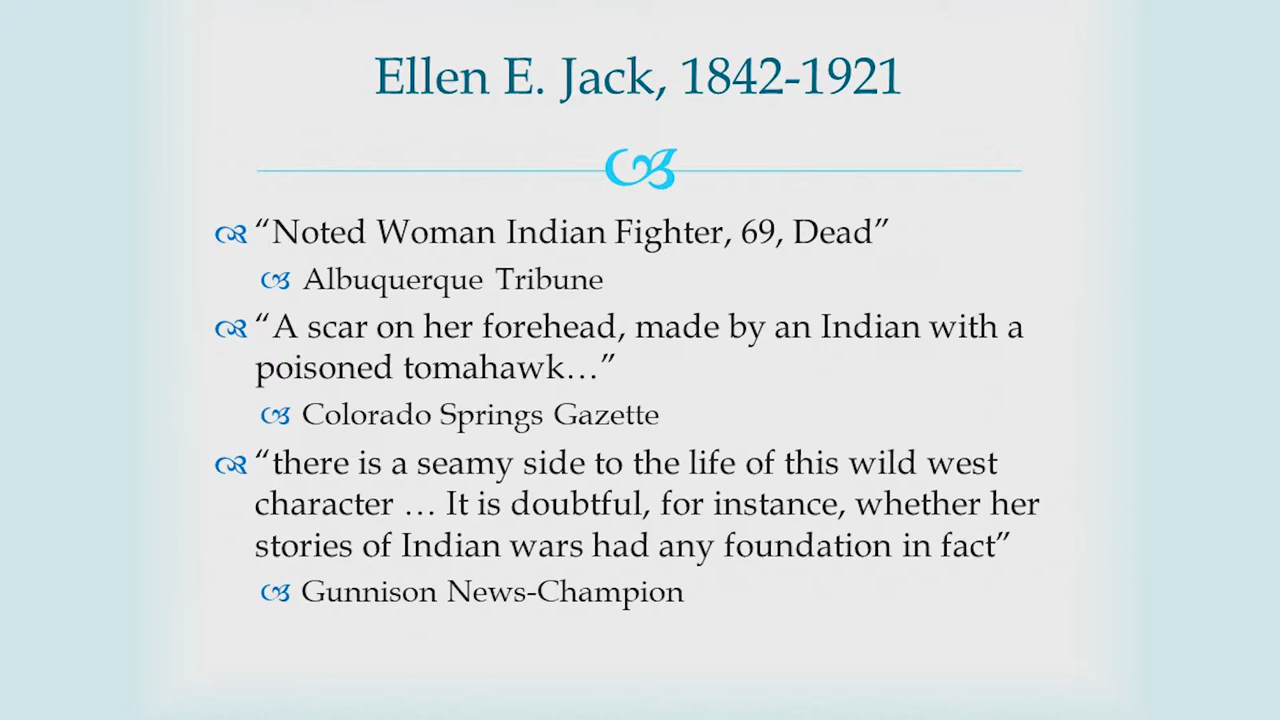 Ellen E. Jack, 1842-1921
“Noted Woman Indian Fighter, 69, Dead”
Albuquerque Tribune
“A scar on her forehead, made by an Indian with a
poisoned tomahawk…”
Colorado Springs Gazette
“there is a seamy side to the life of this wild west
character … It is doubtful, for instance, whether her
stories of Indian wars had any foundation in fact”
Gunnison News-Champion